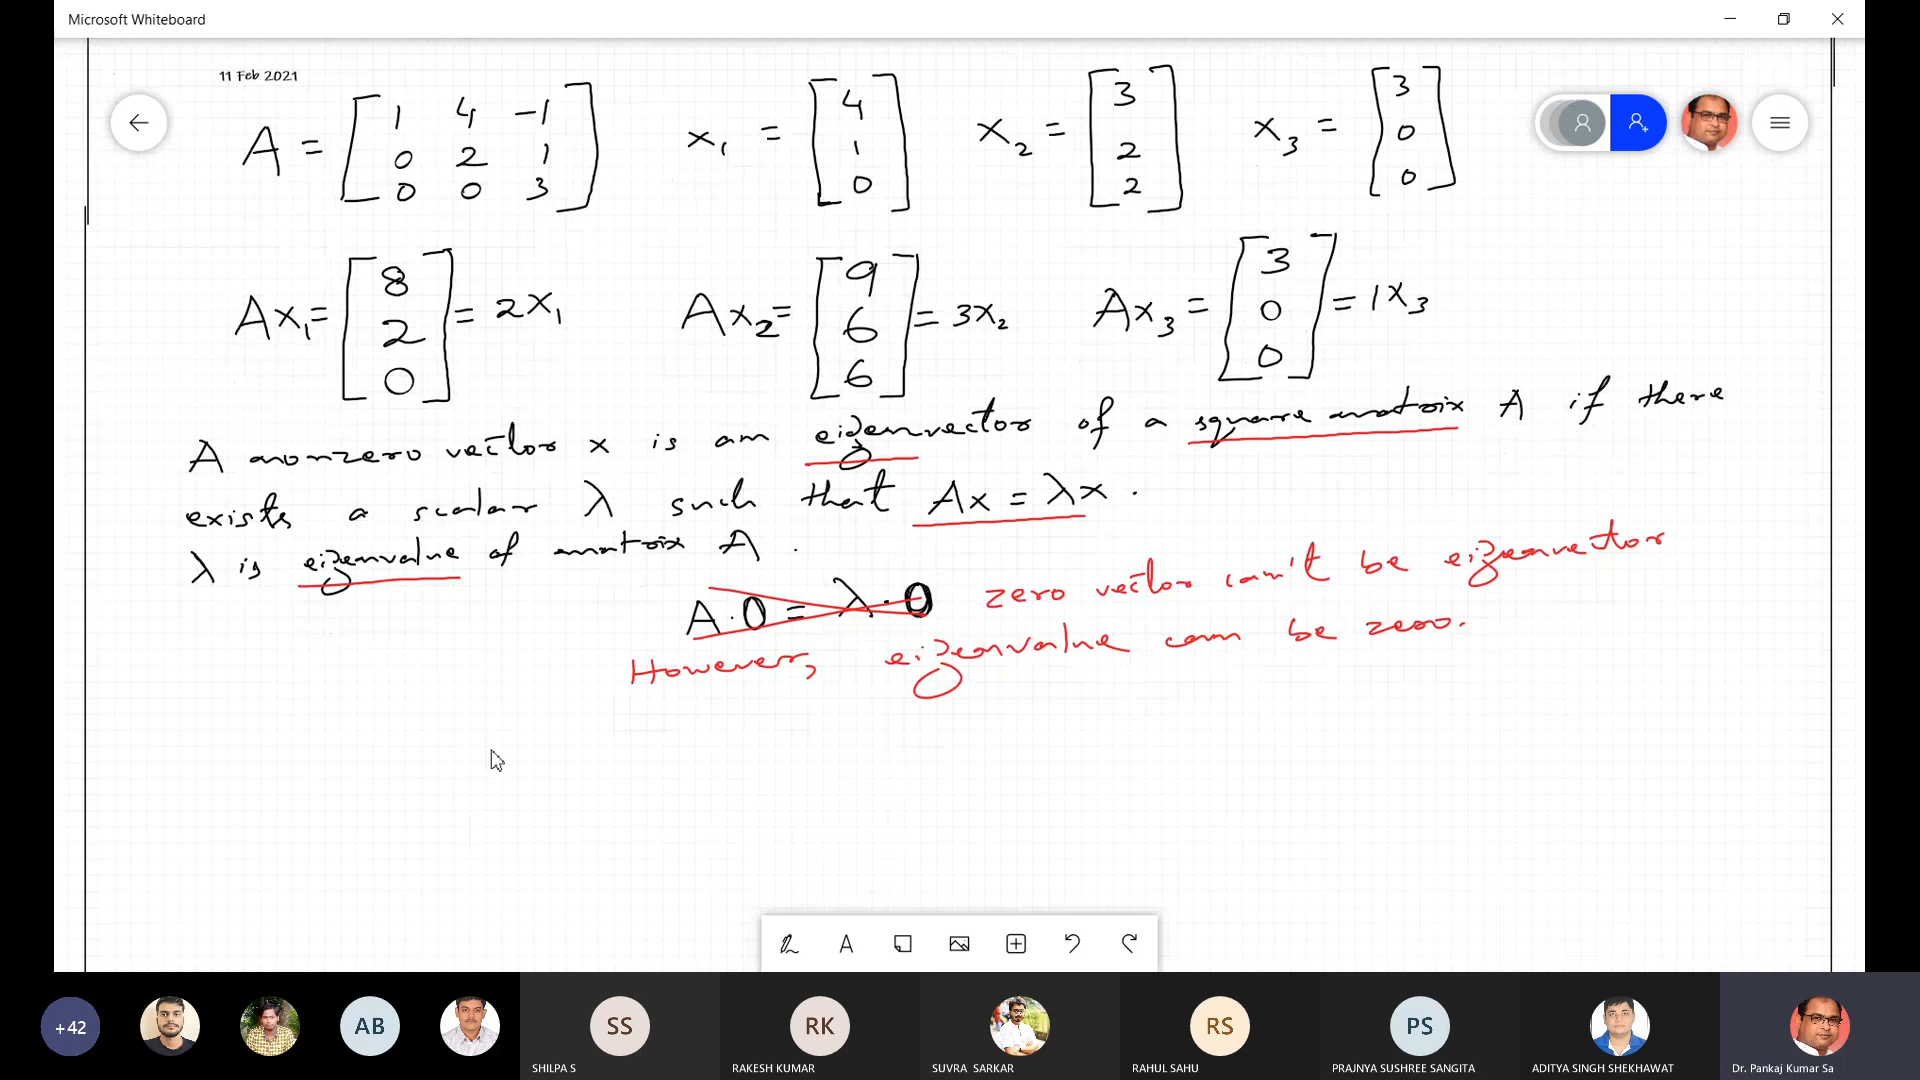 Microsoft Whiteboard
11 Feb 2021
A = [1 4 -1 x₁ = [4 x₂ = [3 x₃ = [3
0 2 1 1 2 0
0 0 3] 0] 2] 0]
Ax₁ = [8 2 0] = 2x₁ Ax₂ = [9 6 6] = 3x₂ Ax₃ = [3 0 0] = 1x₃
A nonzero vector x is an eigenvector of a square matrix A if there
exists a scalar λ such that Ax = λx .
λ is eigenvalue of matrix A .
A·0 = λ·0 zero vector can't be eigenvector
However, eigenvalue can be zero.
A
+42 AB SS RK RS PS
SHILPA S RAKESH KUMAR SUVRA SARKAR RAHUL SAHU PRAJNYA SUSHREE SANGITA ADITYA SINGH SHEKHAWAT Dr. Pankaj Kumar Sa